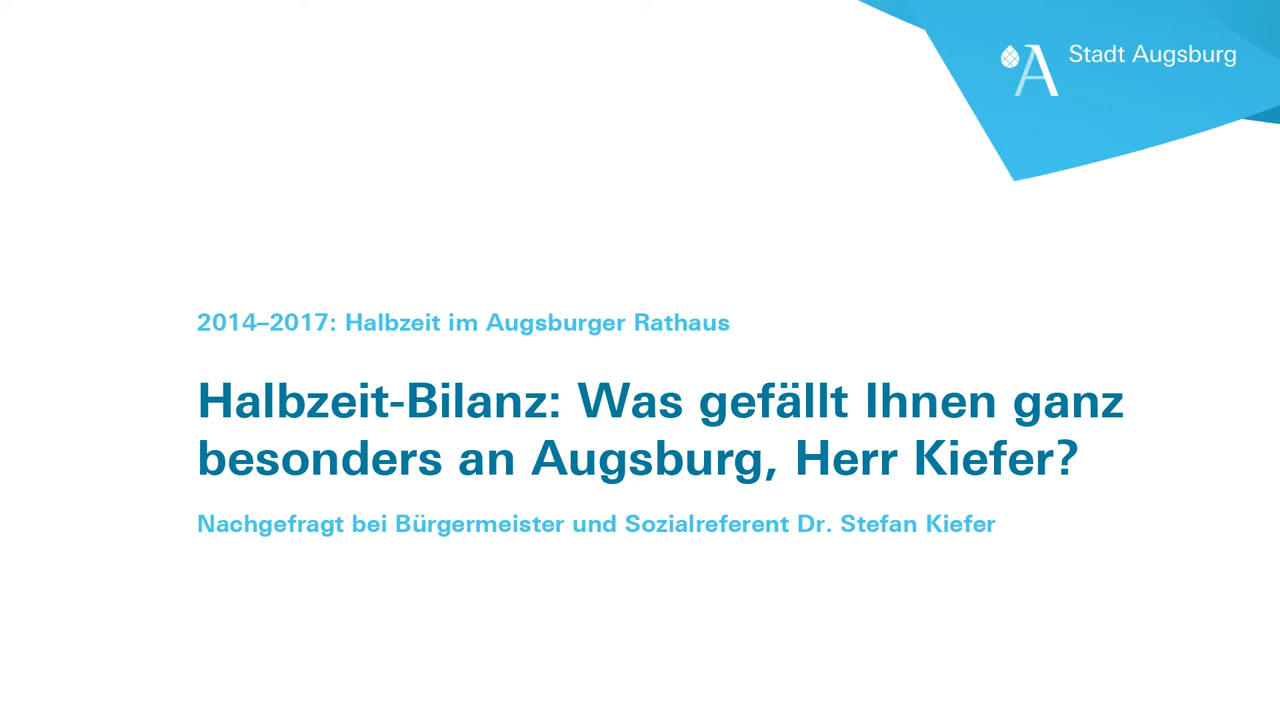 Stadt Augsburg
2014–2017: Halbzeit im Augsburger Rathaus
Halbzeit-Bilanz: Was gefällt Ihnen ganz
besonders an Augsburg, Herr Kiefer?
Nachgefragt bei Bürgermeister und Sozialreferent Dr. Stefan Kiefer